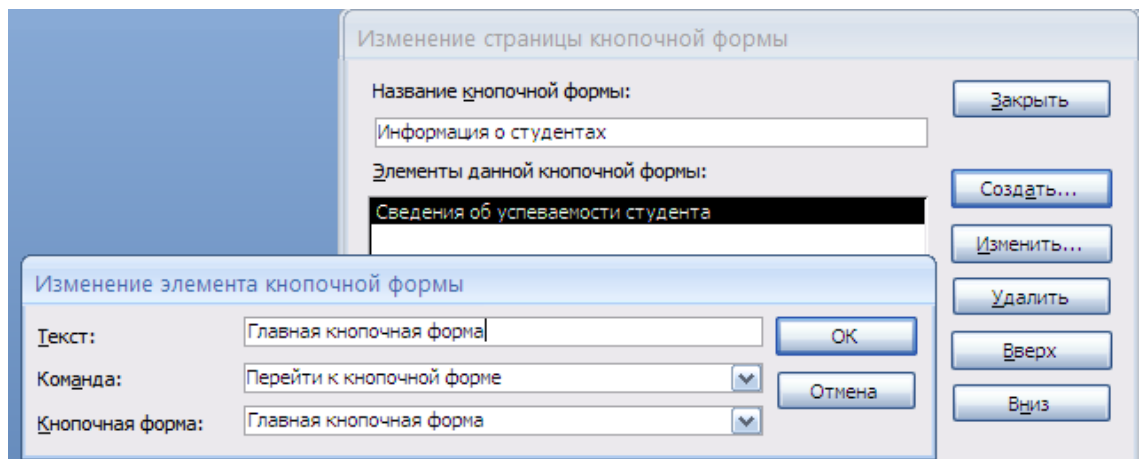 Изменение страницы кнопочной формы
Название кнопочной формы:
Закрыть
Информация о студентах
Элементы данной кнопочной формы:
Создать...
Сведения об успеваемости студента
Изменить...
Изменение элемента кнопочной формы
Удалить
Текст:
Главная кнопочная форма
ОК
Вверх
Команда:
Перейти к кнопочной форме
Отмена
Вниз
Кнопочная форма:
Главная кнопочная форма